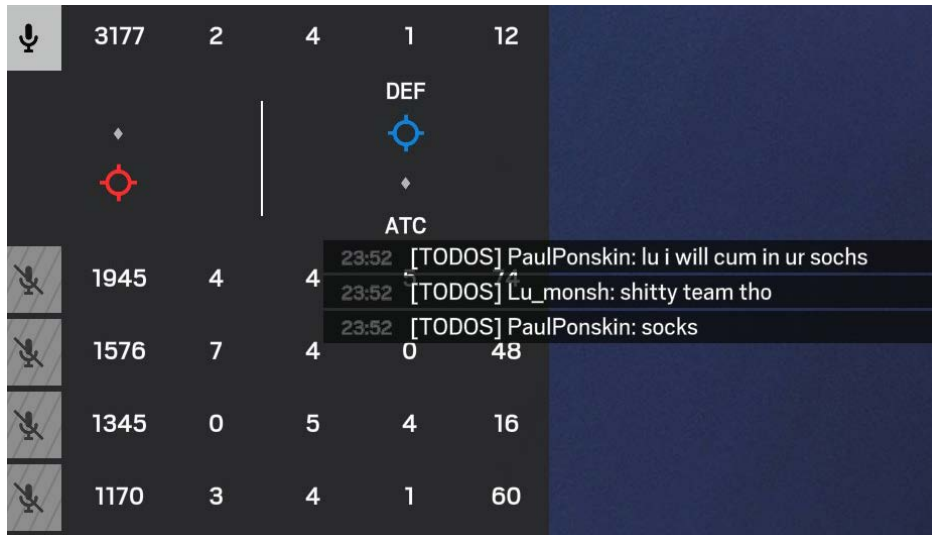 3177 2 4 1 12
DEF
ATC
23:52 [TODOS] PaulPonskin: lu i will cum in ur sochs
1945 4 4 5 74
23:52 [TODOS] Lu_monsh: shitty team tho
23:52 [TODOS] PaulPonskin: socks
1576 7 4 0 48
1345 0 5 4 16
1170 3 4 1 60